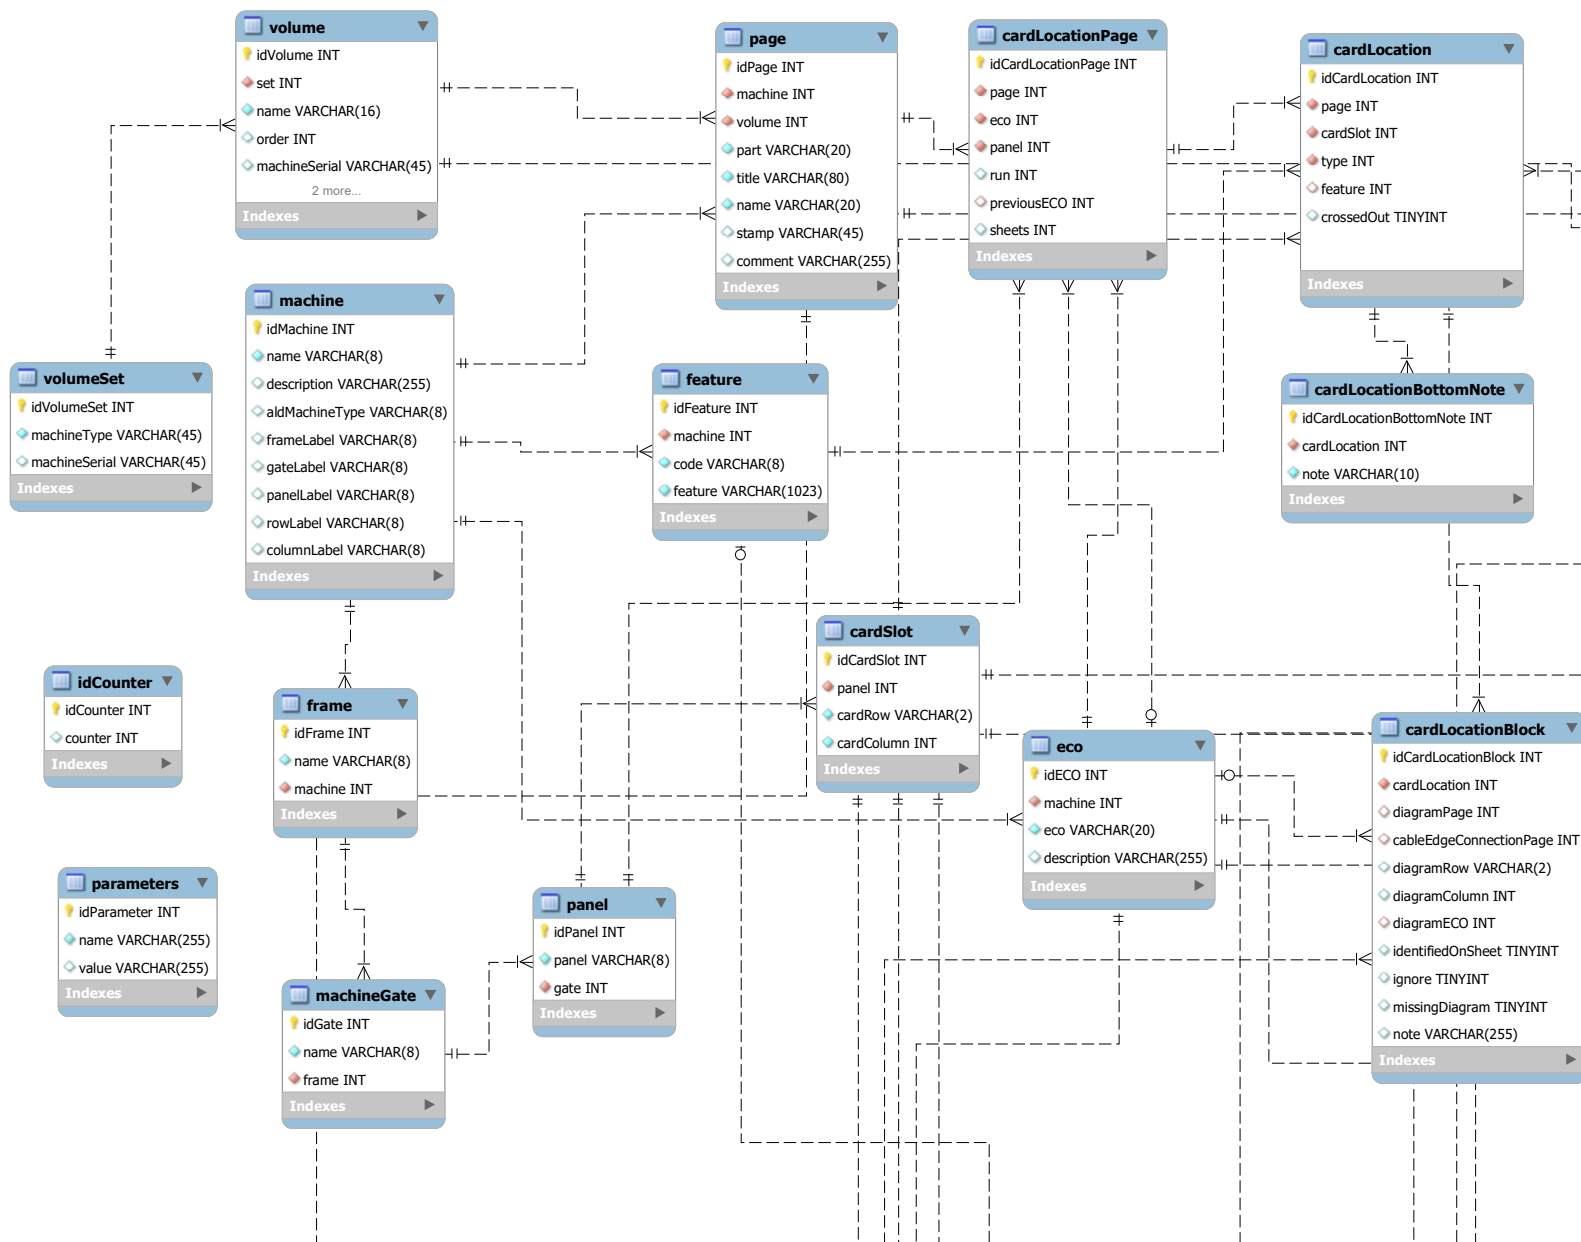 volume
idVolume INT
set INT
name VARCHAR(16)
order INT
machineSerial VARCHAR(45)
2 more...
Indexes
page
idPage INT
machine INT
volume INT
part VARCHAR(20)
title VARCHAR(80)
name VARCHAR(20)
stamp VARCHAR(45)
comment VARCHAR(255)
Indexes
cardLocationPage
idCardLocationPage INT
page INT
eco INT
panel INT
run INT
previousECO INT
sheets INT
Indexes
cardLocation
idCardLocation INT
page INT
cardSlot INT
type INT
feature INT
crossedOut TINYINT
Indexes
volumeSet
idVolumeSet INT
machineType VARCHAR(45)
machineSerial VARCHAR(45)
Indexes
machine
idMachine INT
name VARCHAR(8)
description VARCHAR(255)
aldMachineType VARCHAR(8)
frameLabel VARCHAR(8)
gateLabel VARCHAR(8)
panelLabel VARCHAR(8)
rowLabel VARCHAR(8)
columnLabel VARCHAR(8)
Indexes
feature
idFeature INT
machine INT
code VARCHAR(8)
feature VARCHAR(1023)
Indexes
cardLocationBottomNote
idCardLocationBottomNote INT
cardLocation INT
note VARCHAR(10)
Indexes
idCounter
idCounter INT
counter INT
Indexes
frame
idFrame INT
name VARCHAR(8)
machine INT
Indexes
cardSlot
idCardSlot INT
panel INT
cardRow VARCHAR(2)
cardColumn INT
Indexes
eco
idECO INT
machine INT
eco VARCHAR(20)
description VARCHAR(255)
Indexes
cardLocationBlock
idCardLocationBlock INT
cardLocation INT
diagramPage INT
cableEdgeConnectionPage INT
diagramRow VARCHAR(2)
diagramColumn INT
diagramECO INT
identifiedOnSheet TINYINT
ignore TINYINT
missingDiagram TINYINT
note VARCHAR(255)
Indexes
parameters
idParameter INT
name VARCHAR(255)
value VARCHAR(255)
Indexes
machineGate
idGate INT
name VARCHAR(8)
frame INT
Indexes
panel
idPanel INT
panel VARCHAR(8)
gate INT
Indexes